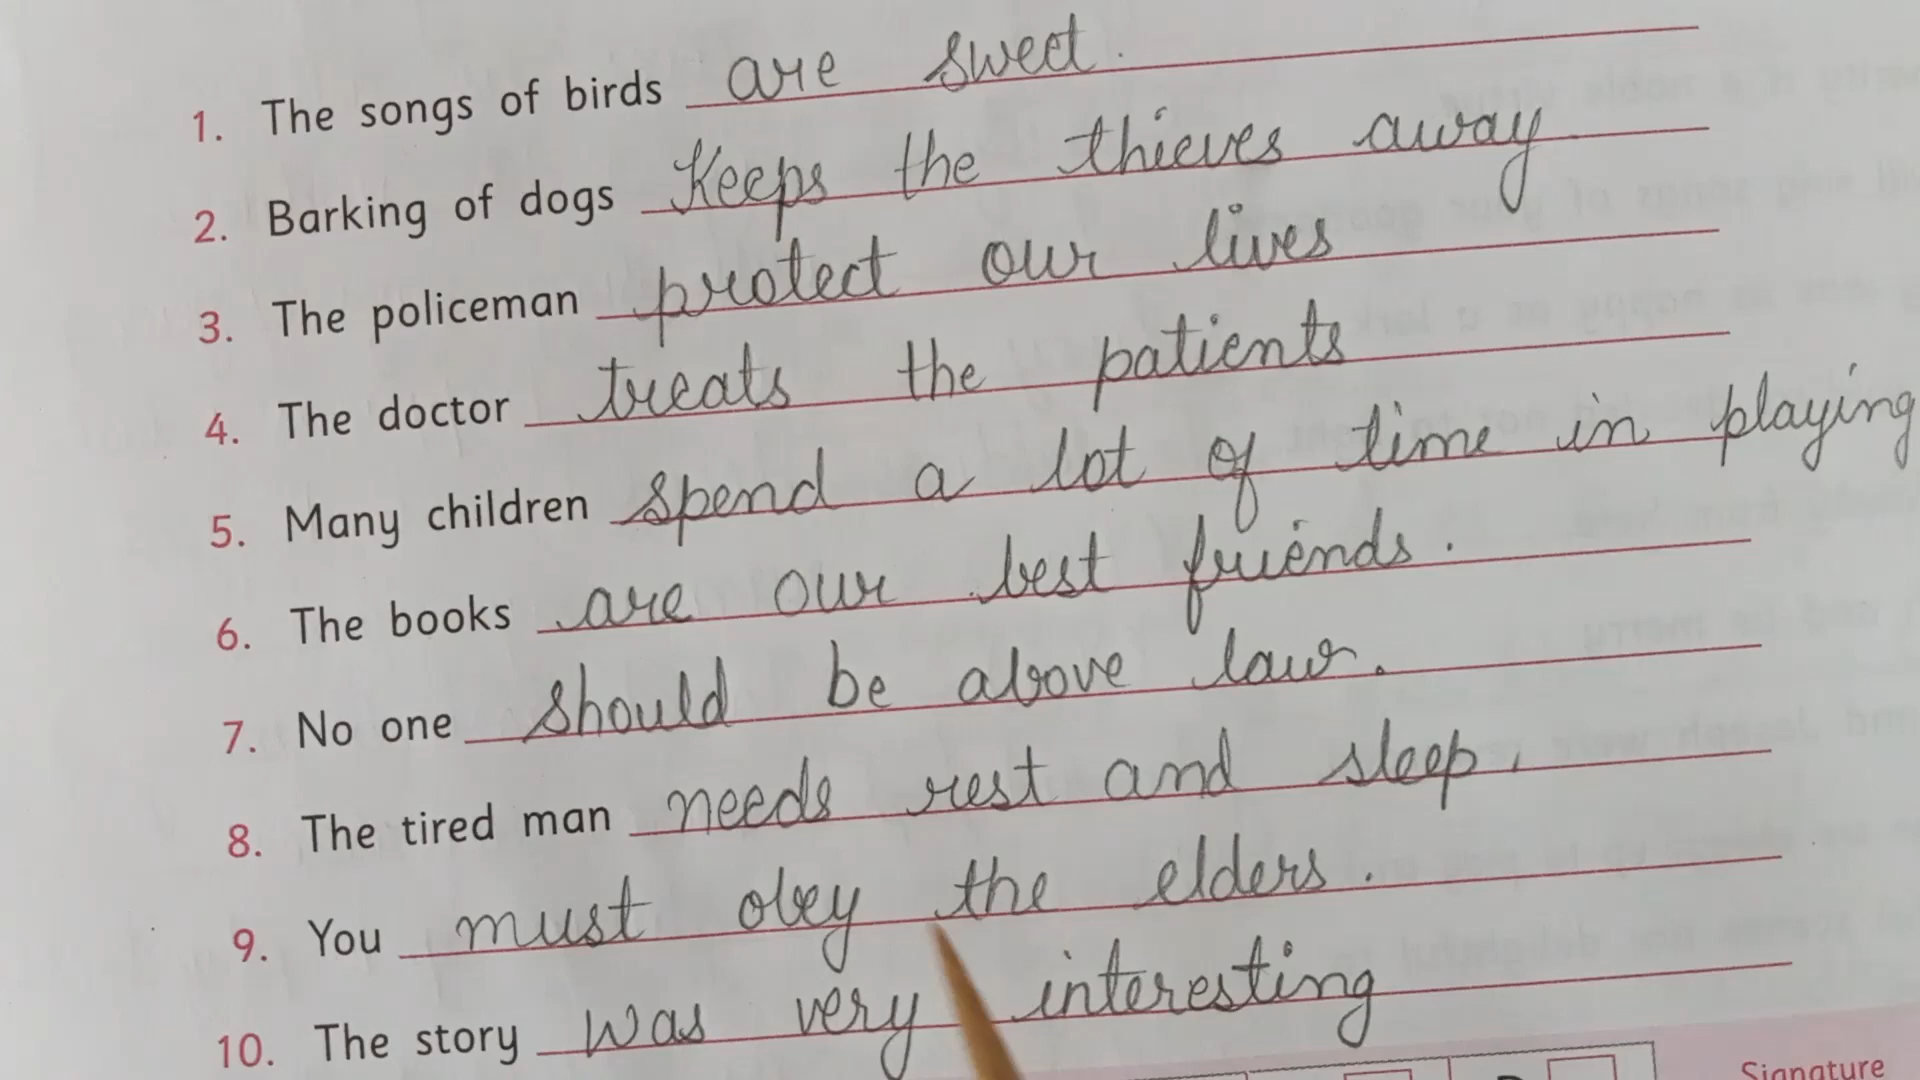 1. The songs of birds are sweet.
2. Barking of dogs Keeps the thieves away
3. The policeman protect our lives
4. The doctor treats the patients
5. Many children spend a lot of time in playing
6. The books are our best friends.
7. No one should be above law.
8. The tired man needs rest and sleep.
9. You must obey the elders.
10. The story was very interesting
Signature